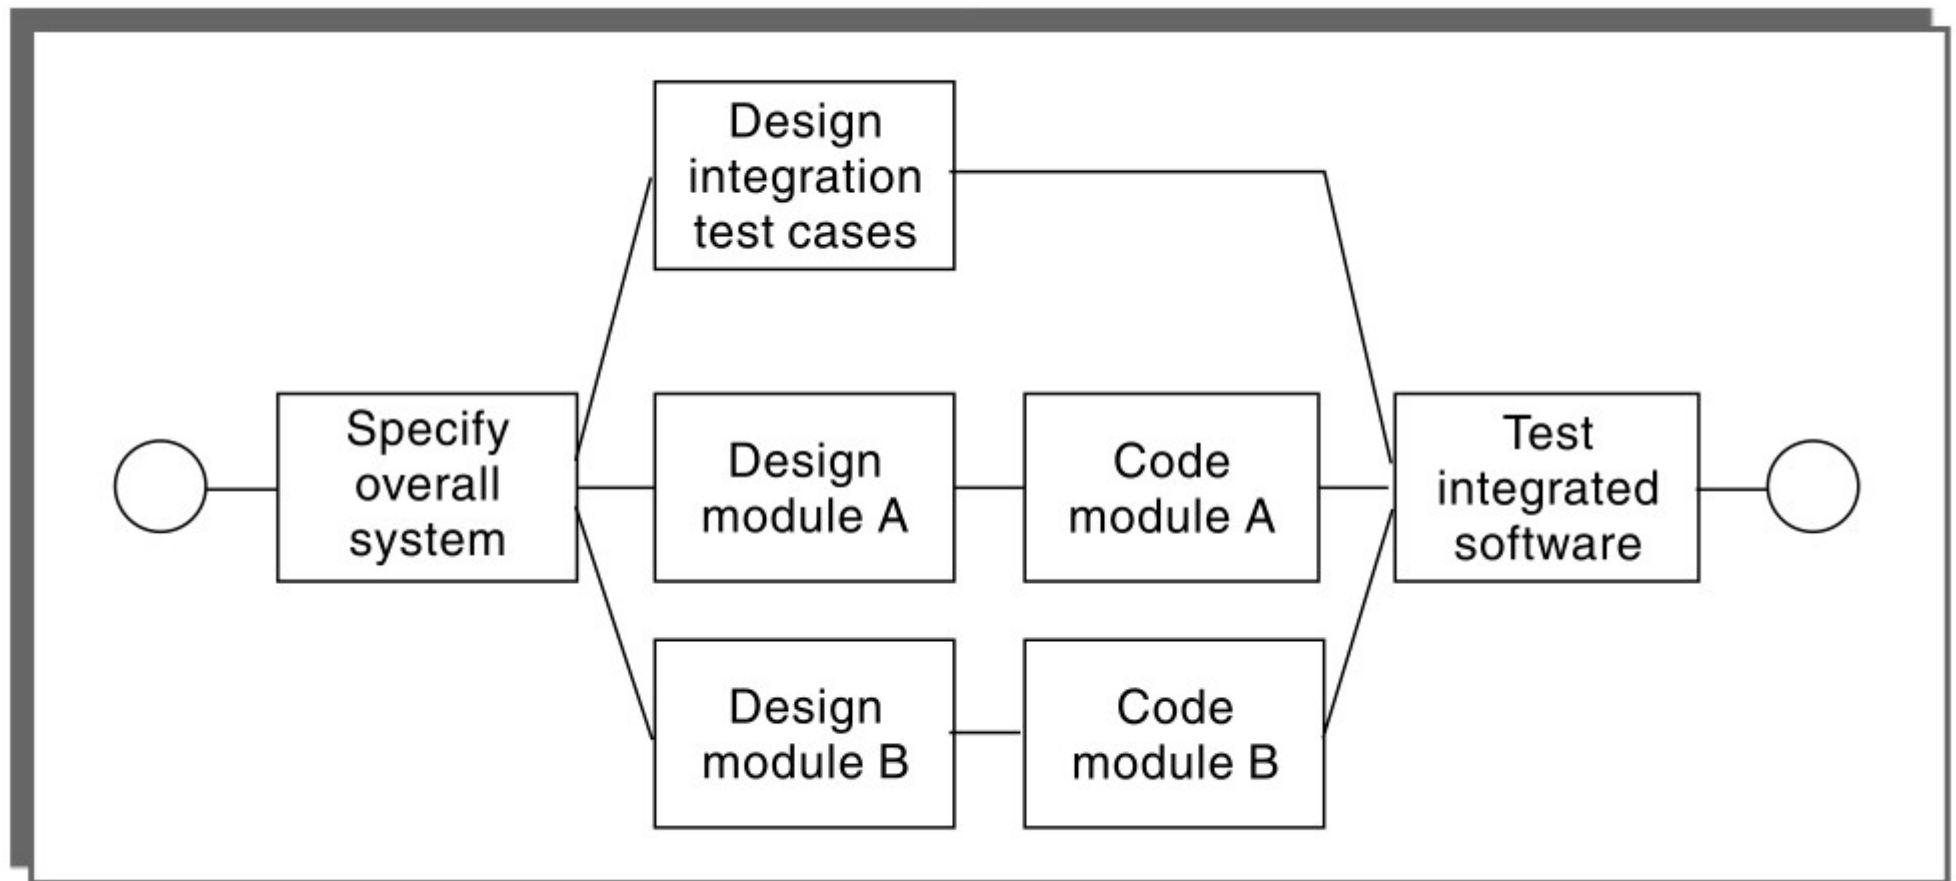 Design
integration
test cases
Specify
overall
system
Design
module A
Code
module A
Test
integrated
software
Design
module B
Code
module B